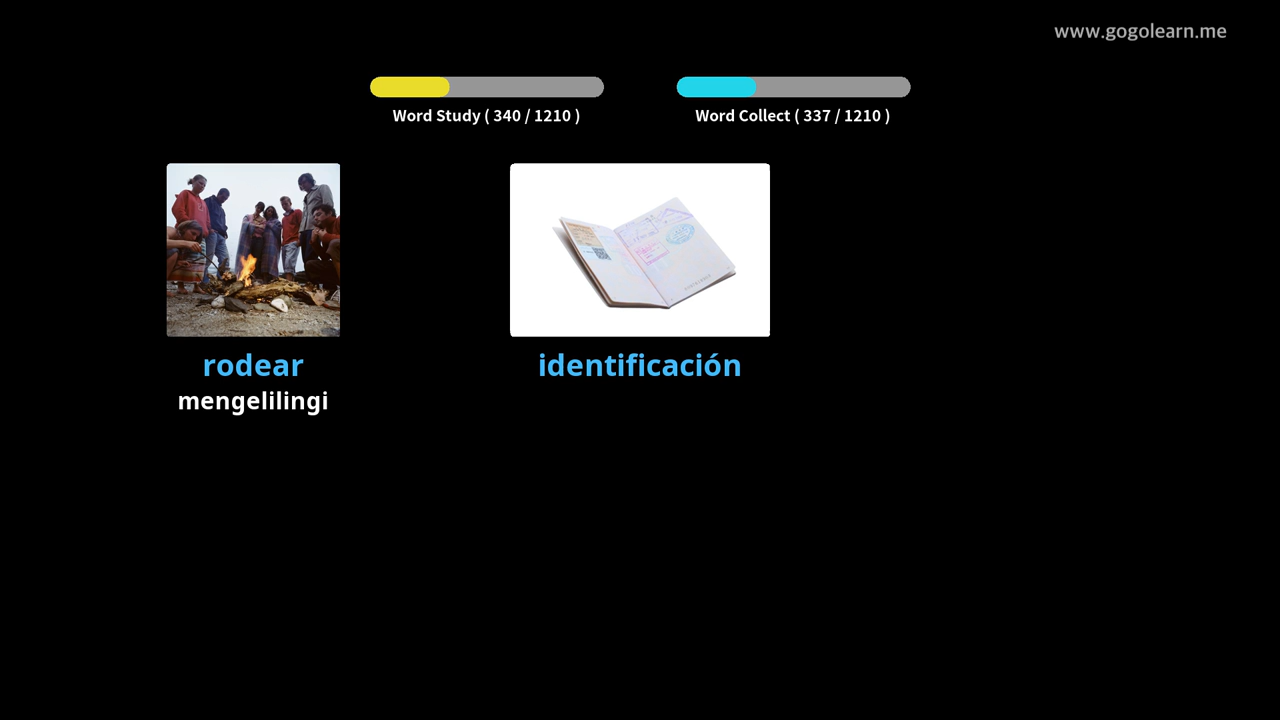 www.gogolearn.me
Word Study ( 340 / 1210 )
Word Collect ( 337 / 1210 )
rodear
mengelilingi
identificación